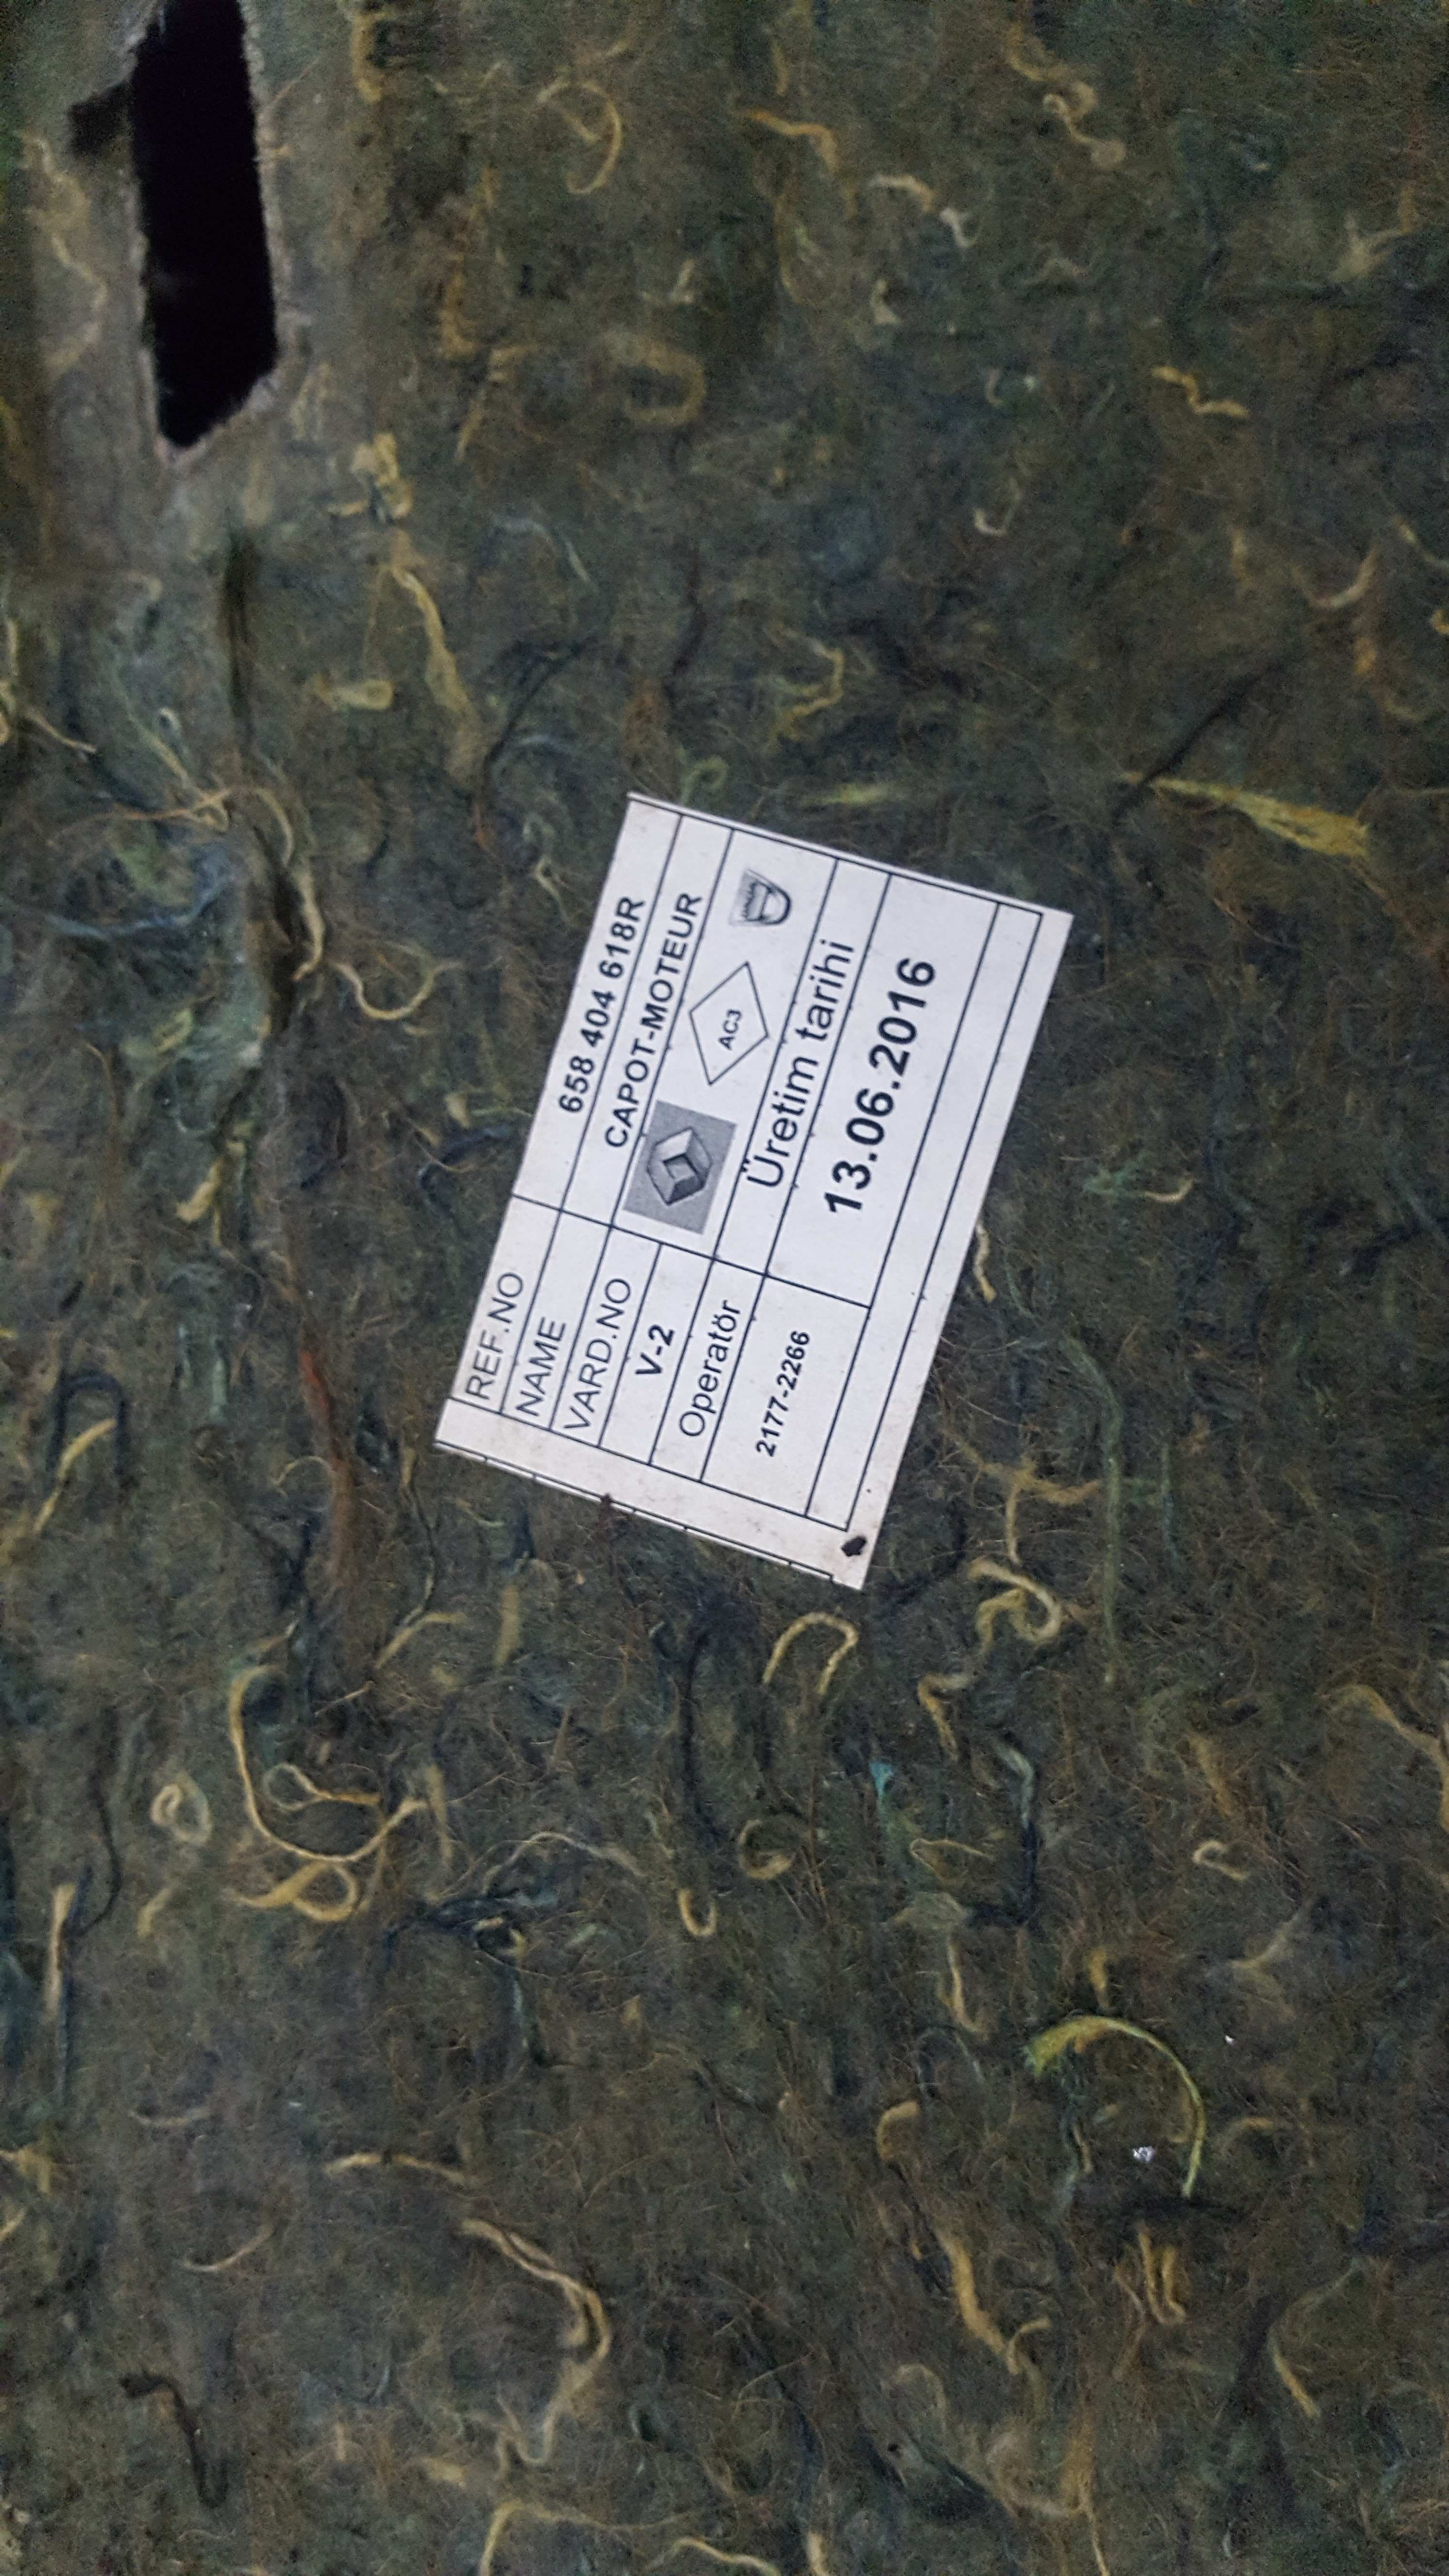 REF.NO 658 404 618R
NAME CAPOT-MOTEUR
VARD.NO
V-2
AC3
Operatör Üretim tarihi
2177-2266 13.06.2016